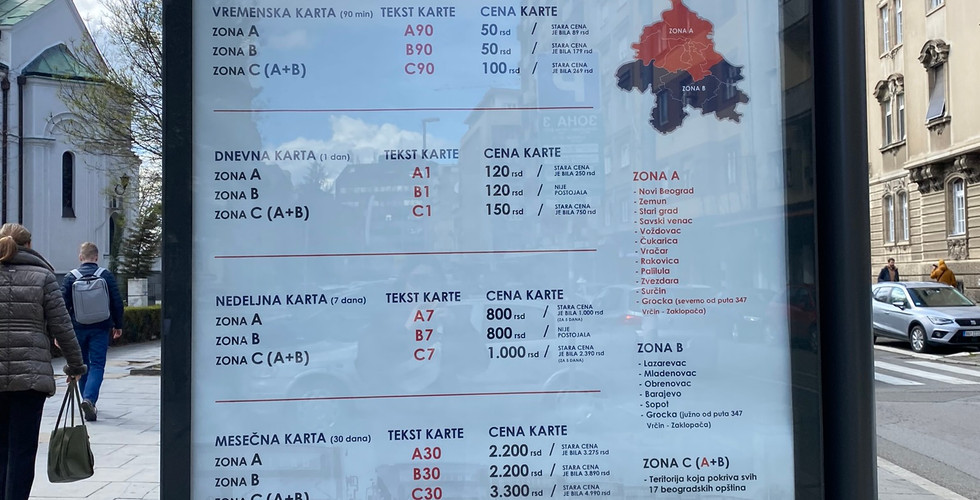 VREMENSKA KARTA (90 min) TEKST KARTE CENA KARTE
ZONA A A90 50 rsd / STARA CENA JE BILA 89 rsd
ZONA B B90 50 rsd / STARA CENA JE BILA 179 rsd
ZONA C (A+B) C90 100 rsd / STARA CENA JE BILA 269 rsd
DNEVNA KARTA (1 dan) TEKST KARTE CENA KARTE
ZONA A A1 120 rsd / STARA CENA JE BILA 250 rsd
ZONA B B1 120 rsd / NIJE POSTOJALA
ZONA C (A+B) C1 150 rsd / STARA CENA JE BILA 750 rsd
NEDELJNA KARTA (7 dana) TEKST KARTE CENA KARTE
ZONA A A7 800 rsd / STARA CENA JE BILA 1.000 rsd (ZA 3 DANA)
ZONA B B7 800 rsd / NIJE POSTOJALA
ZONA C (A+B) C7 1.000 rsd / STARA CENA JE BILA 2.390 rsd (ZA 3 DANA)
MESEČNA KARTA (30 dana) TEKST KARTE CENA KARTE
ZONA A A30 2.200 rsd / STARA CENA JE BILA 3.275 rsd
ZONA B B30 2.200 rsd / STARA CENA JE BILA 3.890 rsd
ZONA C (A+B) C30 3.300 rsd / STARA CENA JE BILA 4.990 rsd
ZONA A
ZONA B
ZONA A
- Novi Beograd
- Zemun
- Stari grad
- Savski venac
- Voždovac
- Čukarica
- Vračar
- Rakovica
- Palilula
- Zvezdara
- Surčin
- Grocka (severno od puta 347
Vrčin - Zaklopača)
ZONA B
- Lazarevac
- Mladenovac
- Obrenovac
- Barajevo
- Sopot
- Grocka (južno od puta 347
Vrčin - Zaklopača)
ZONA C (A+B)
- Teritorija koja pokriva svih
17 beogradskih opština